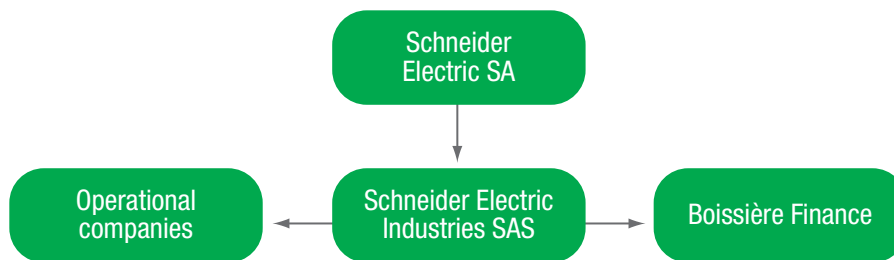 Schneider
Electric SA
Operational
companies
Schneider Electric
Industries SAS
Boissière Finance